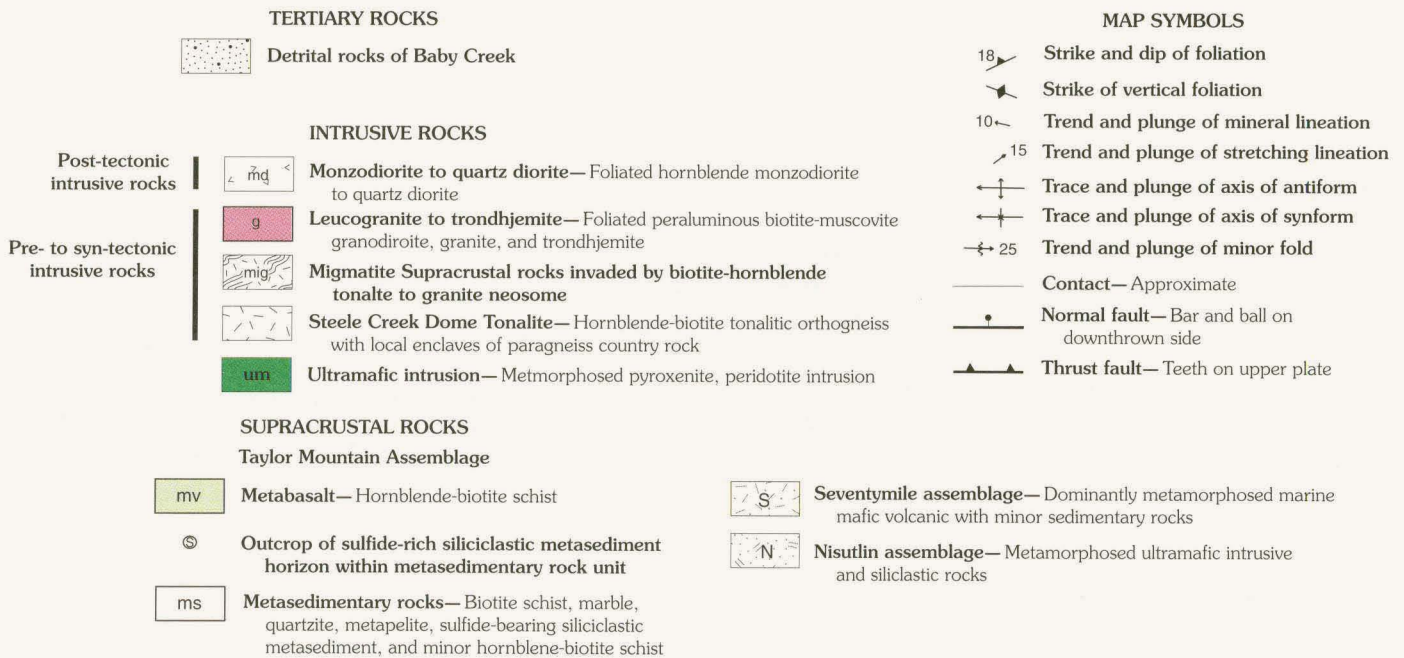 TERTIARY ROCKS
Detrital rocks of Baby Creek
INTRUSIVE ROCKS
Post-tectonic
intrusive rocks
md
Monzodiorite to quartz diorite—Foliated hornblende monzodiorite
to quartz diorite
Pre- to syn-tectonic
intrusive rocks
g
Leucogranite to trondhjemite—Foliated peraluminous biotite-muscovite
granodiroite, granite, and trondhjemite
mig
Migmatite Supracrustal rocks invaded by biotite-hornblende
tonalte to granite neosome
Steele Creek Dome Tonalite—Hornblende-biotite tonalitic orthogneiss
with local enclaves of paragneiss country rock
um
Ultramafic intrusion—Metmorphosed pyroxenite, peridotite intrusion
SUPRACRUSTAL ROCKS
Taylor Mountain Assemblage
mv
Metabasalt—Hornblende-biotite schist
S
Outcrop of sulfide-rich siliciclastic metasediment
horizon within metasedimentary rock unit
ms
Metasedimentary rocks—Biotite schist, marble,
quartzite, metapelite, sulfide-bearing siliciclastic
metasediment, and minor hornblene-biotite schist
S
Seventymile assemblage—Dominantly metamorphosed marine
mafic volcanic with minor sedimentary rocks
N
Nisutlin assemblage—Metamorphosed ultramafic intrusive
and siliclastic rocks
MAP SYMBOLS
18 Strike and dip of foliation
Strike of vertical foliation
10 Trend and plunge of mineral lineation
15 Trend and plunge of stretching lineation
Trace and plunge of axis of antiform
Trace and plunge of axis of synform
25 Trend and plunge of minor fold
Contact—Approximate
Normal fault—Bar and ball on
downthrown side
Thrust fault—Teeth on upper plate